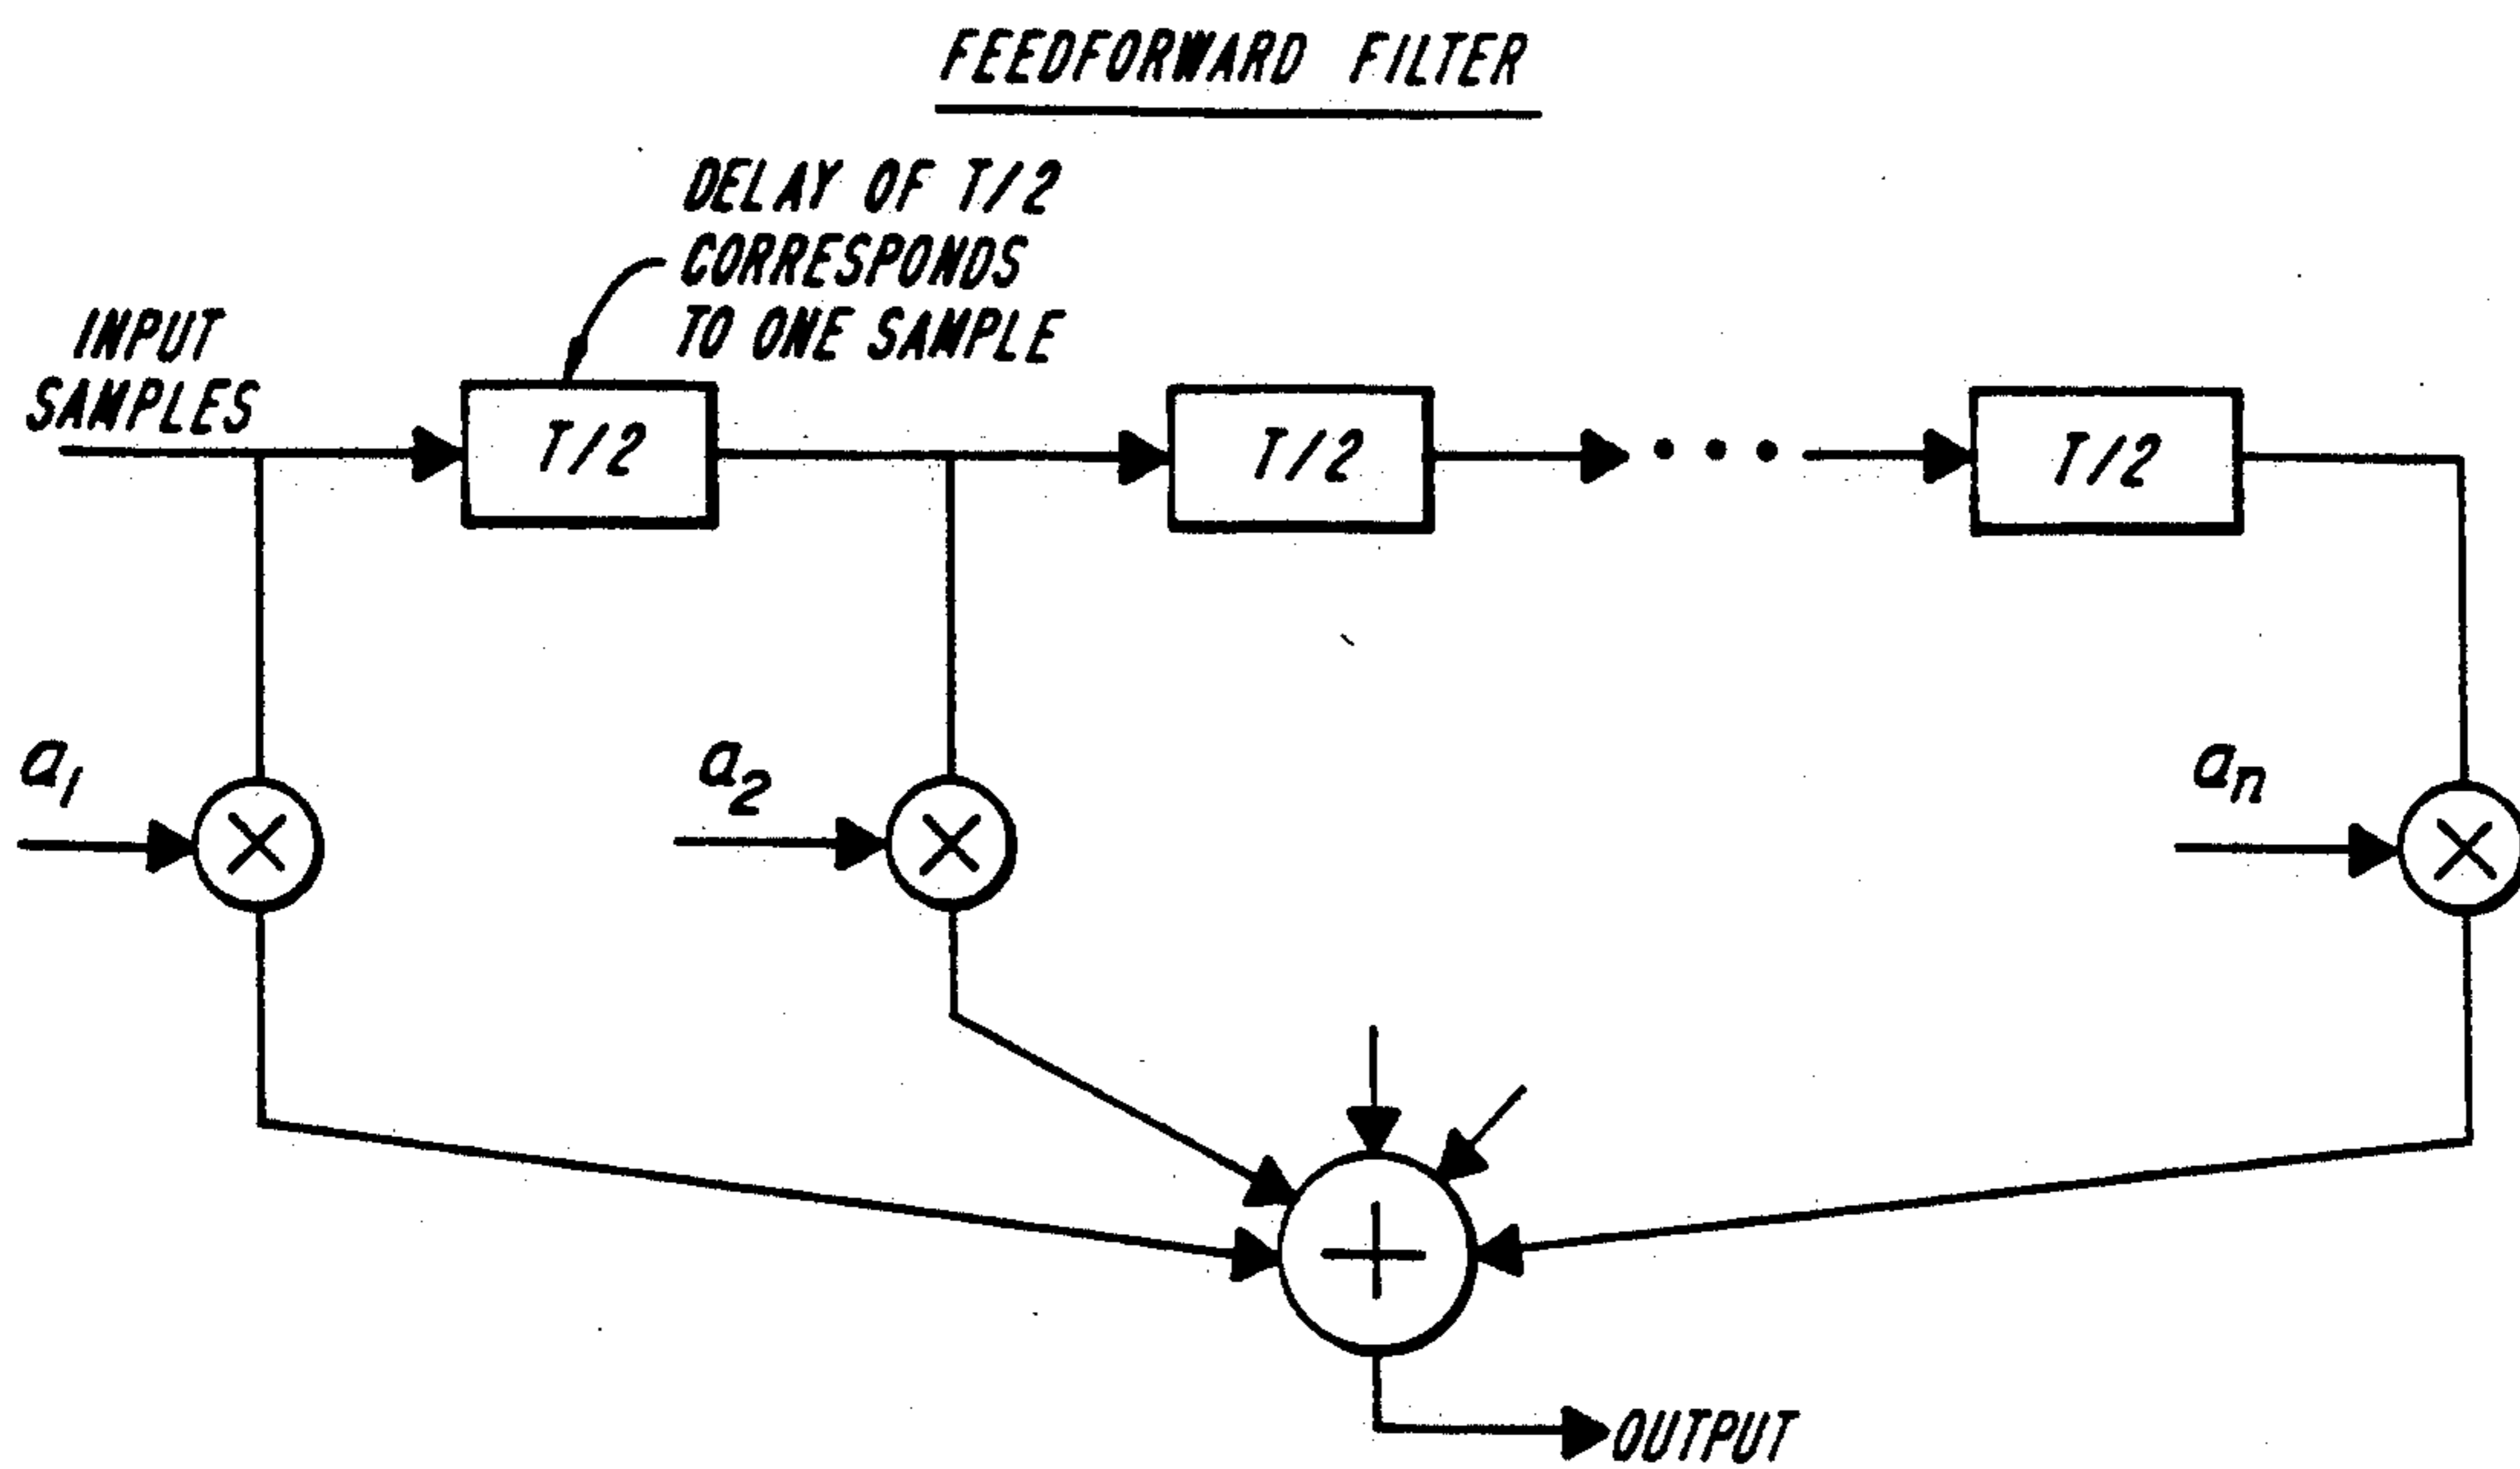 FEEDFORWARD FILTER
DELAY OF T/2
CORRESPONDS
TO ONE SAMPLE
INPUT
SAMPLES
T/2
T/2
• • •
T/2
a1
a2
an
OUTPUT